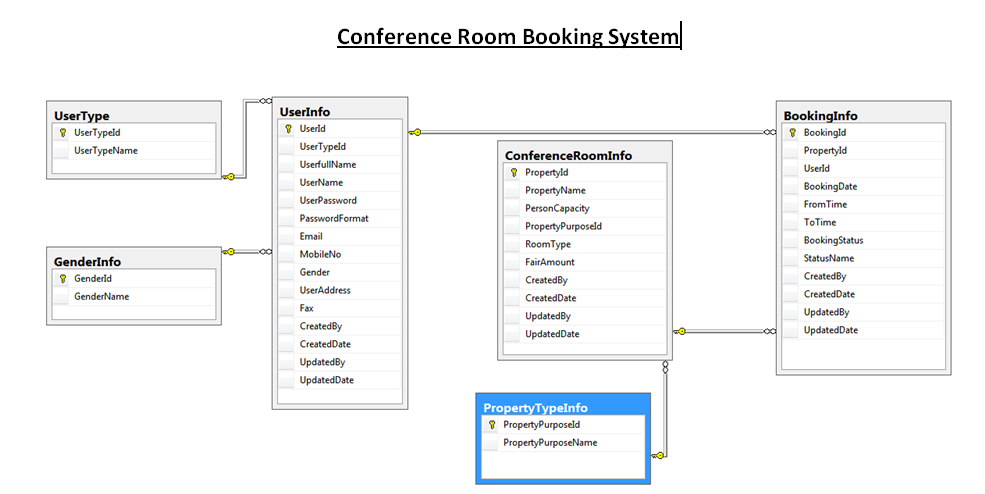 Conference Room Booking System
UserType
UserTypeId
UserTypeName
GenderInfo
GenderId
GenderName
UserInfo
UserId
UserTypeId
UserfullName
UserName
UserPassword
PasswordFormat
Email
MobileNo
Gender
UserAddress
Fax
CreatedBy
CreatedDate
UpdatedBy
UpdatedDate
ConferenceRoomInfo
PropertyId
PropertyName
PersonCapacity
PropertyPurposeId
RoomType
FairAmount
CreatedBy
CreatedDate
UpdatedBy
UpdatedDate
PropertyTypeInfo
PropertyPurposeId
PropertyPurposeName
BookingInfo
BookingId
PropertyId
UserId
BookingDate
FromTime
ToTime
BookingStatus
StatusName
CreatedBy
CreatedDate
UpdatedBy
UpdatedDate